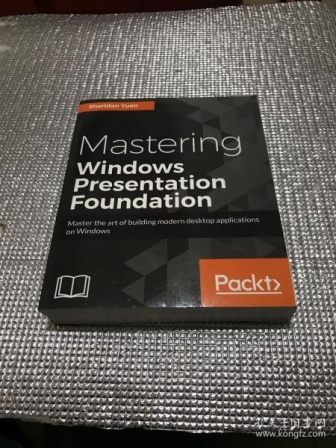 Sheridan Yuen
Mastering
Windows
Presentation
Foundation
Master the art of building modern desktop applications
on Windows
Packt>
www.kongfz.com